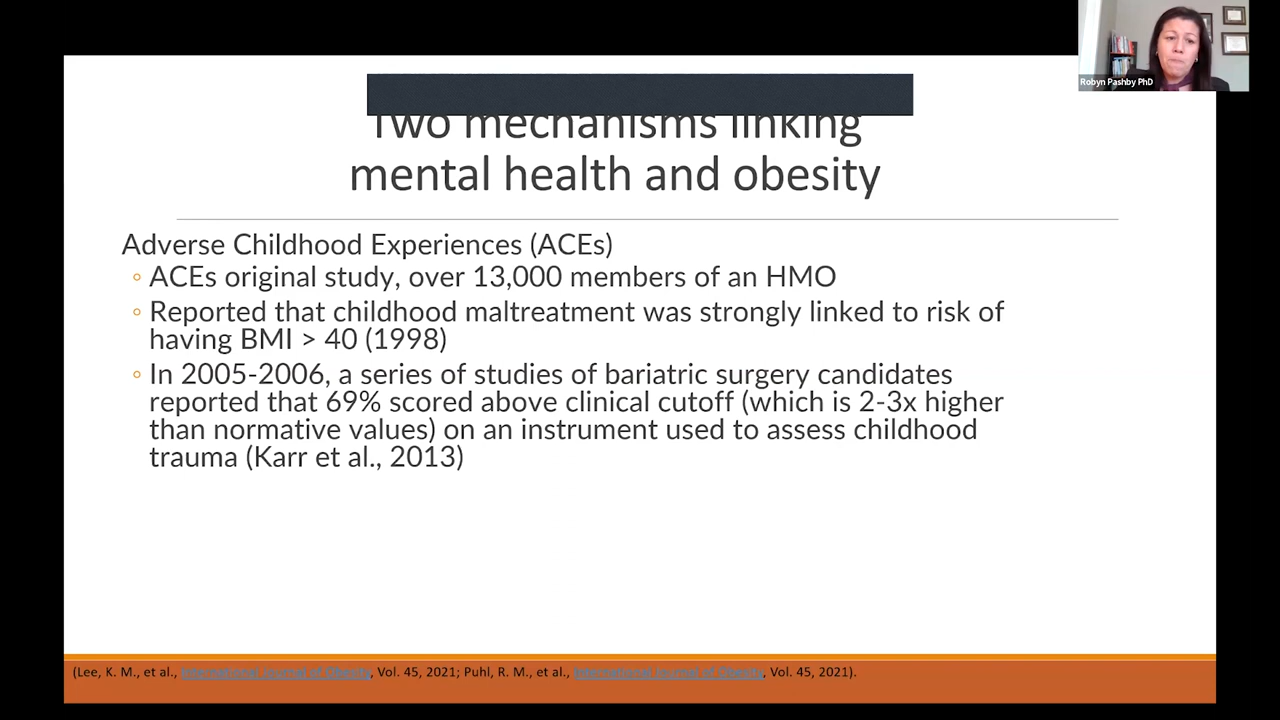 Robyn Pashby PhD
Two mechanisms linking
mental health and obesity
Adverse Childhood Experiences (ACEs)
◦ ACEs original study, over 13,000 members of an HMO
◦ Reported that childhood maltreatment was strongly linked to risk of
having BMI > 40 (1998)
◦ In 2005-2006, a series of studies of bariatric surgery candidates
reported that 69% scored above clinical cutoff (which is 2-3x higher
than normative values) on an instrument used to assess childhood
trauma (Karr et al., 2013)
(Lee, K. M., et al., International Journal of Obesity, Vol. 45, 2021; Puhl, R. M., et al., International Journal of Obesity, Vol. 45, 2021).